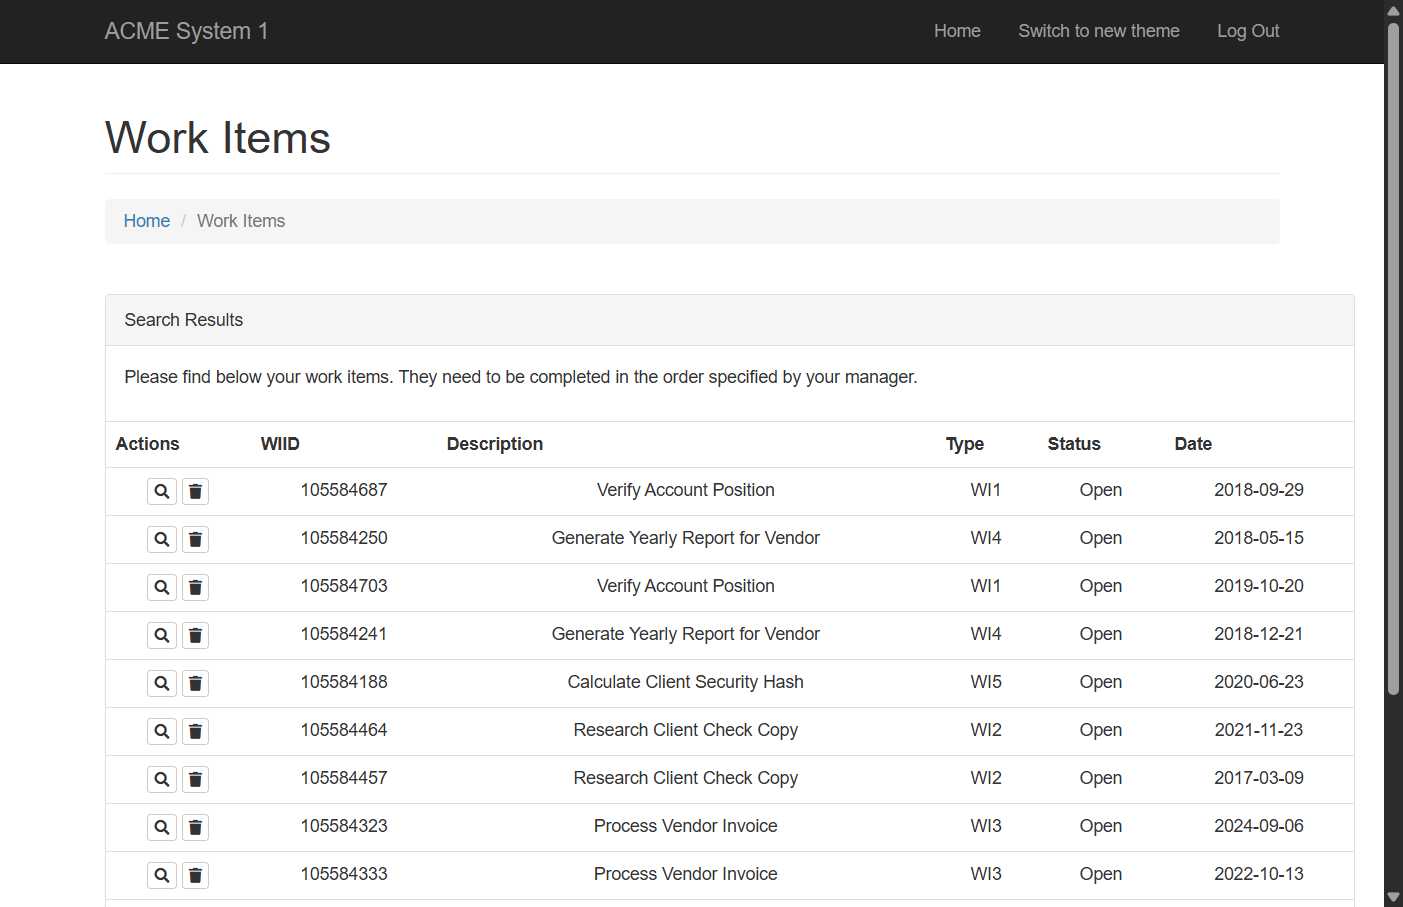 ACME System 1 Home Switch to new theme Log Out
Work Items
Home / Work Items
Search Results
Please find below your work items. They need to be completed in the order specified by your manager.
Actions WIID Description Type Status Date
105584687 Verify Account Position WI1 Open 2018-09-29
105584250 Generate Yearly Report for Vendor WI4 Open 2018-05-15
105584703 Verify Account Position WI1 Open 2019-10-20
105584241 Generate Yearly Report for Vendor WI4 Open 2018-12-21
105584188 Calculate Client Security Hash WI5 Open 2020-06-23
105584464 Research Client Check Copy WI2 Open 2021-11-23
105584457 Research Client Check Copy WI2 Open 2017-03-09
105584323 Process Vendor Invoice WI3 Open 2024-09-06
105584333 Process Vendor Invoice WI3 Open 2022-10-13